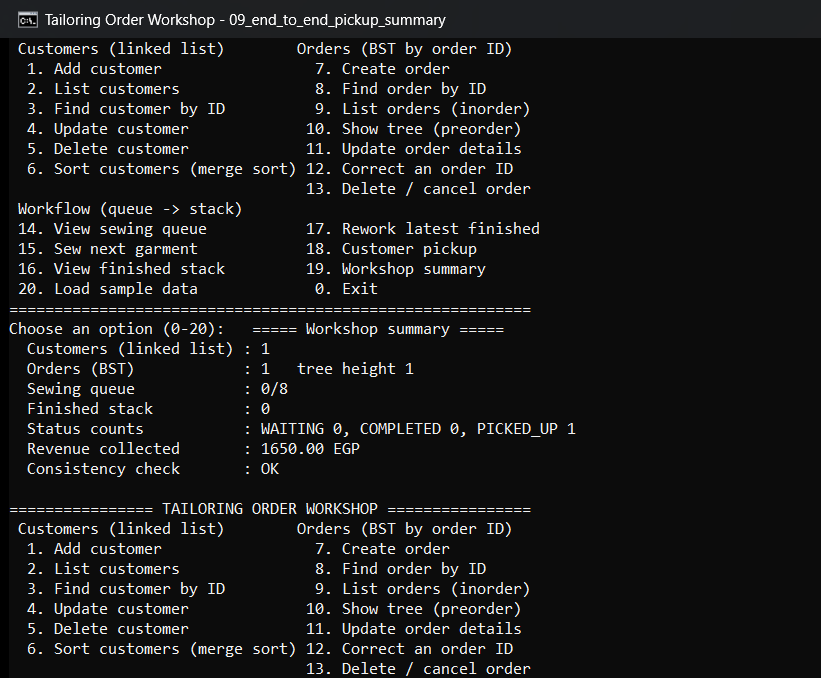 Tailoring Order Workshop - 09_end_to_end_pickup_summary
Customers (linked list)        Orders (BST by order ID)
1. Add customer                 7. Create order
2. List customers               8. Find order by ID
3. Find customer by ID          9. List orders (inorder)
4. Update customer             10. Show tree (preorder)
5. Delete customer             11. Update order details
6. Sort customers (merge sort) 12. Correct an order ID
13. Delete / cancel order
Workflow (queue -> stack)
14. View sewing queue           17. Rework latest finished
15. Sew next garment            18. Customer pickup
16. View finished stack         19. Workshop summary
20. Load sample data             0. Exit
==========================================================
Choose an option (0-20):   ===== Workshop summary =====
Customers (linked list) : 1
Orders (BST)            : 1   tree height 1
Sewing queue            : 0/8
Finished stack          : 0
Status counts           : WAITING 0, COMPLETED 0, PICKED_UP 1
Revenue collected       : 1650.00 EGP
Consistency check       : OK
================ TAILORING ORDER WORKSHOP ================
Customers (linked list)        Orders (BST by order ID)
1. Add customer                 7. Create order
2. List customers               8. Find order by ID
3. Find customer by ID          9. List orders (inorder)
4. Update customer             10. Show tree (preorder)
5. Delete customer             11. Update order details
6. Sort customers (merge sort) 12. Correct an order ID
13. Delete / cancel order